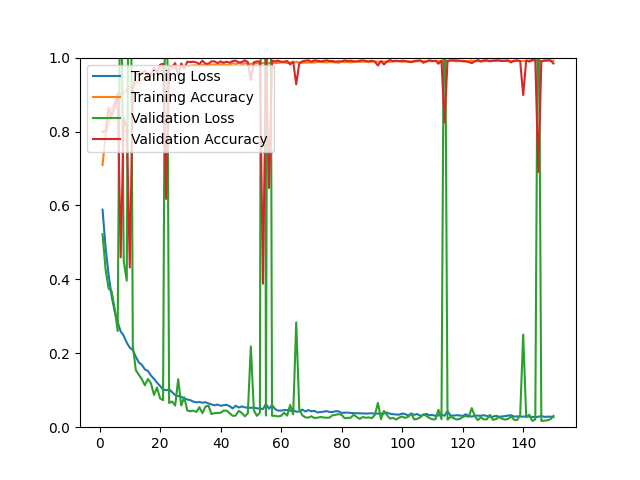 1.0
0.8
0.6
0.4
0.2
0.0
Training Loss
Training Accuracy
Validation Loss
Validation Accuracy
0 20 40 60 80 100 120 140